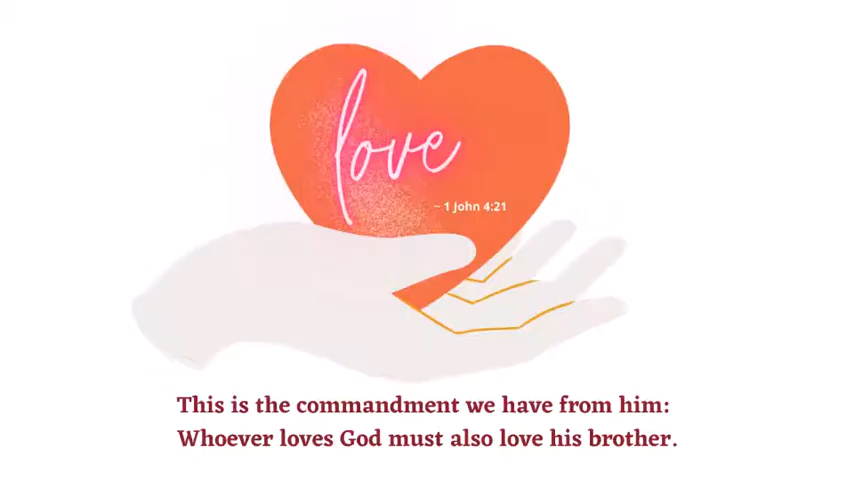 love
~ 1 John 4:21
This is the commandment we have from him:
Whoever loves God must also love his brother.